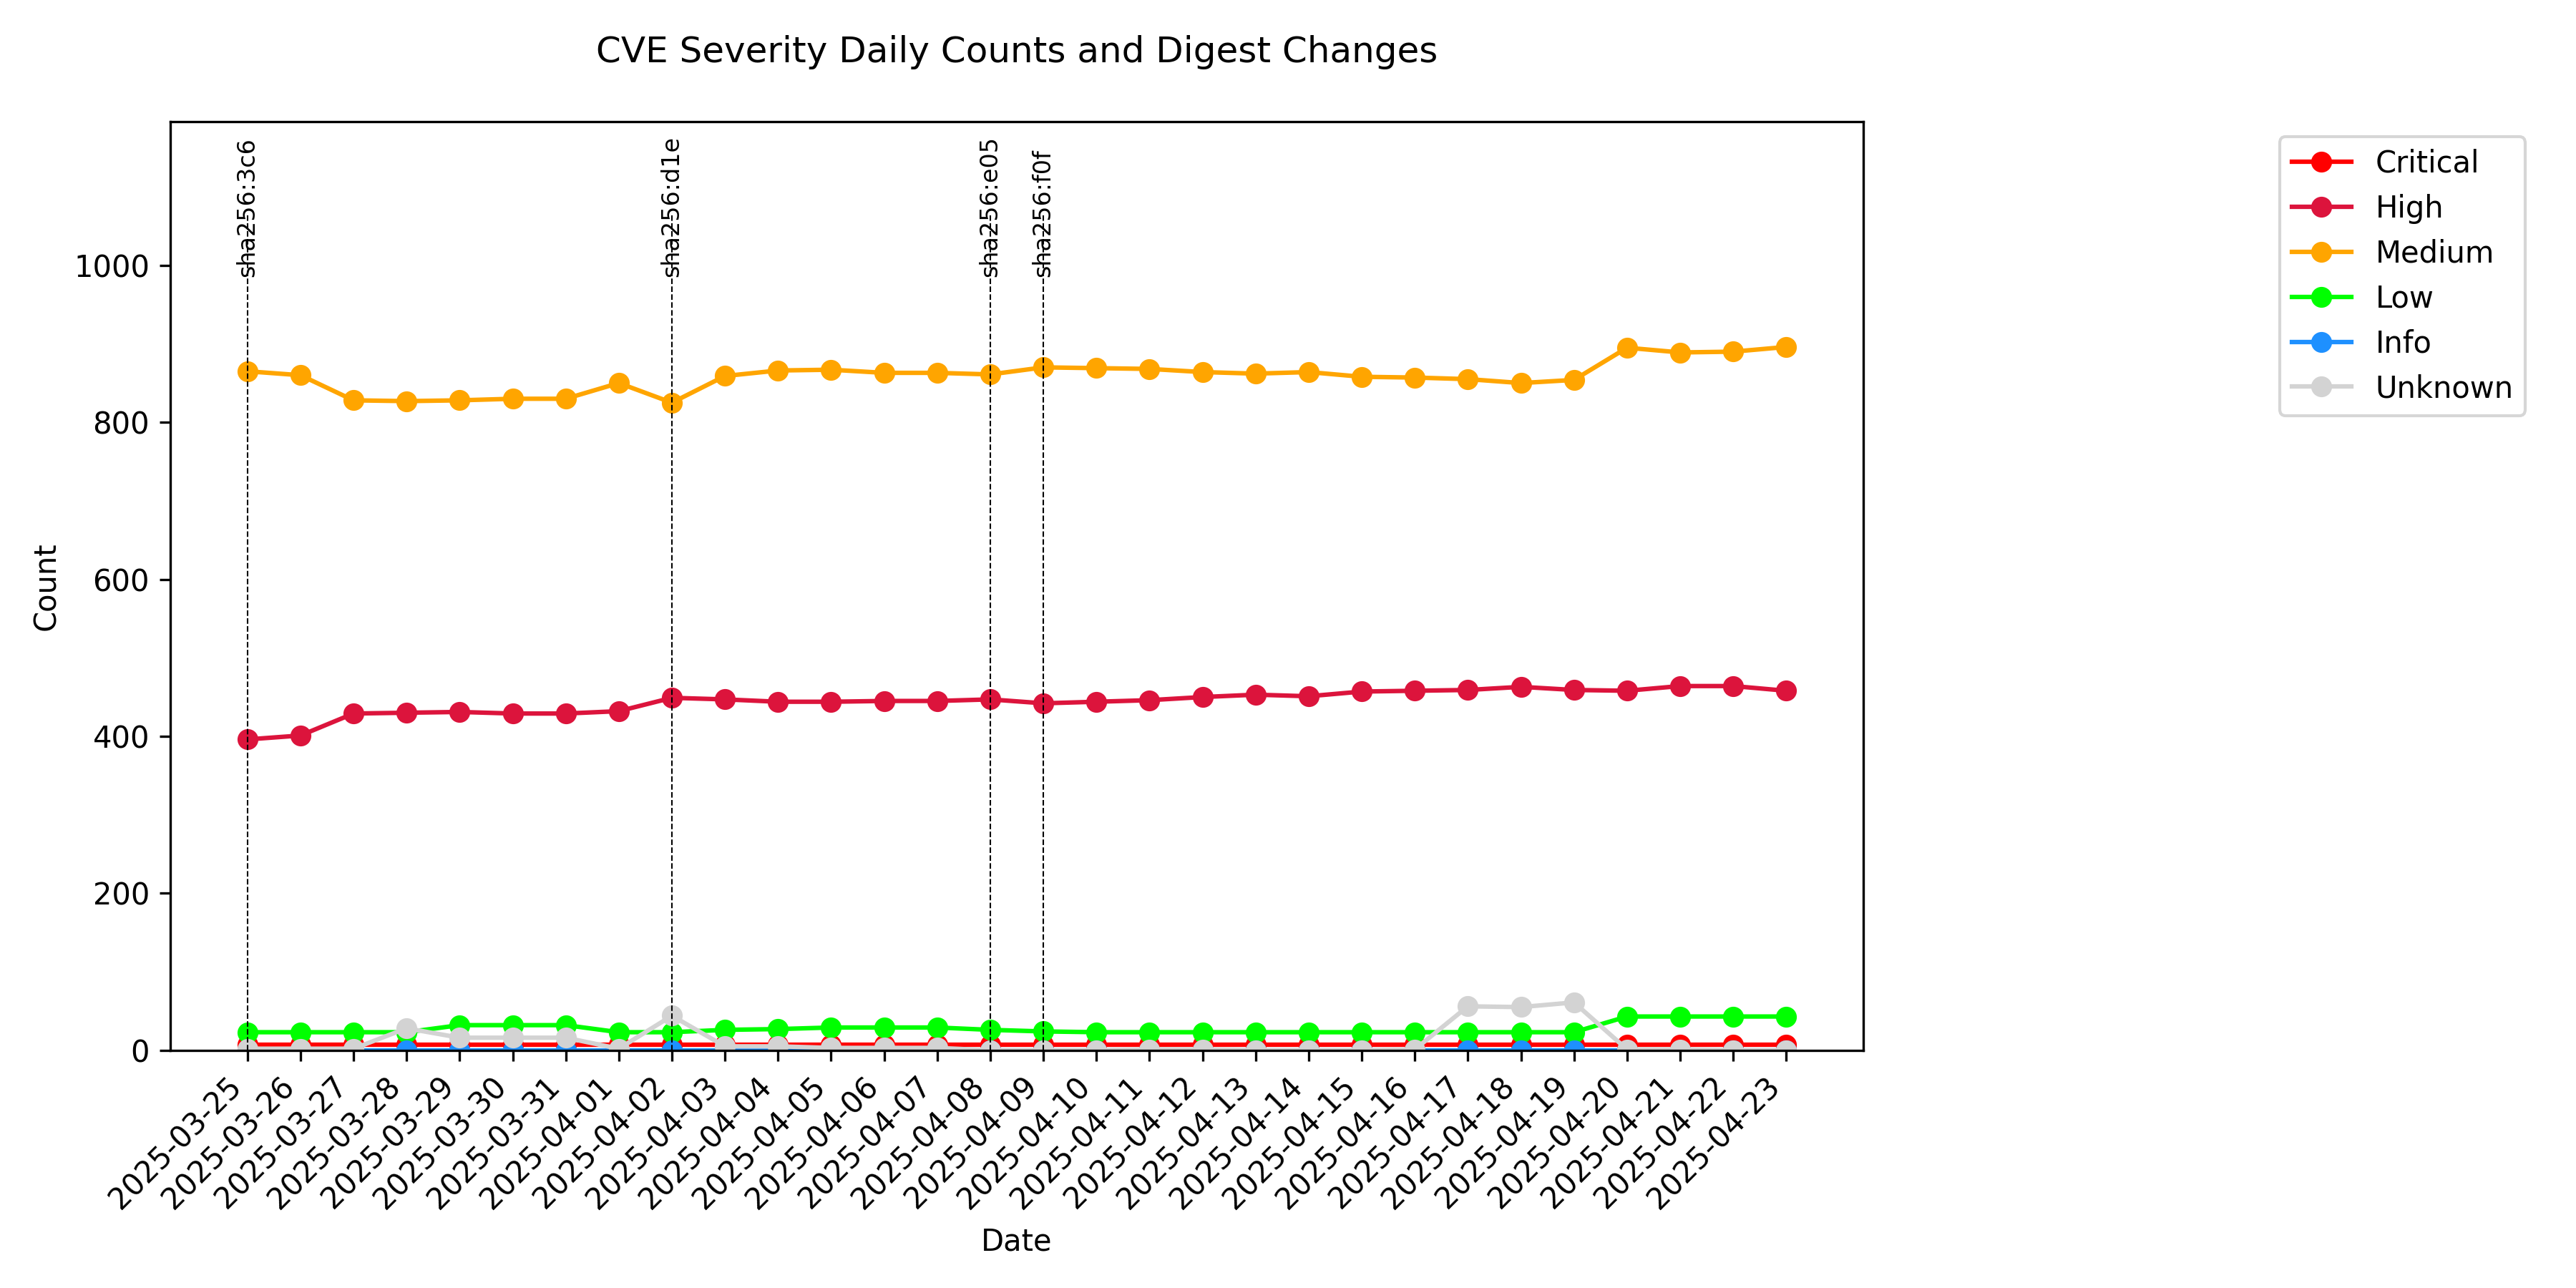 CVE Severity Daily Counts and Digest Changes
sha256:3c6
sha256:d1e
sha256:e05
sha256:f0f
Critical
High
Medium
Low
Info
Unknown
1000
800
600
400
200
0
Count
2025-03-25
2025-03-26
2025-03-27
2025-03-28
2025-03-29
2025-03-30
2025-03-31
2025-04-01
2025-04-02
2025-04-03
2025-04-04
2025-04-05
2025-04-06
2025-04-07
2025-04-08
2025-04-09
2025-04-10
2025-04-11
2025-04-12
2025-04-13
2025-04-14
2025-04-15
2025-04-16
2025-04-17
2025-04-18
2025-04-19
2025-04-20
2025-04-21
2025-04-22
2025-04-23
Date